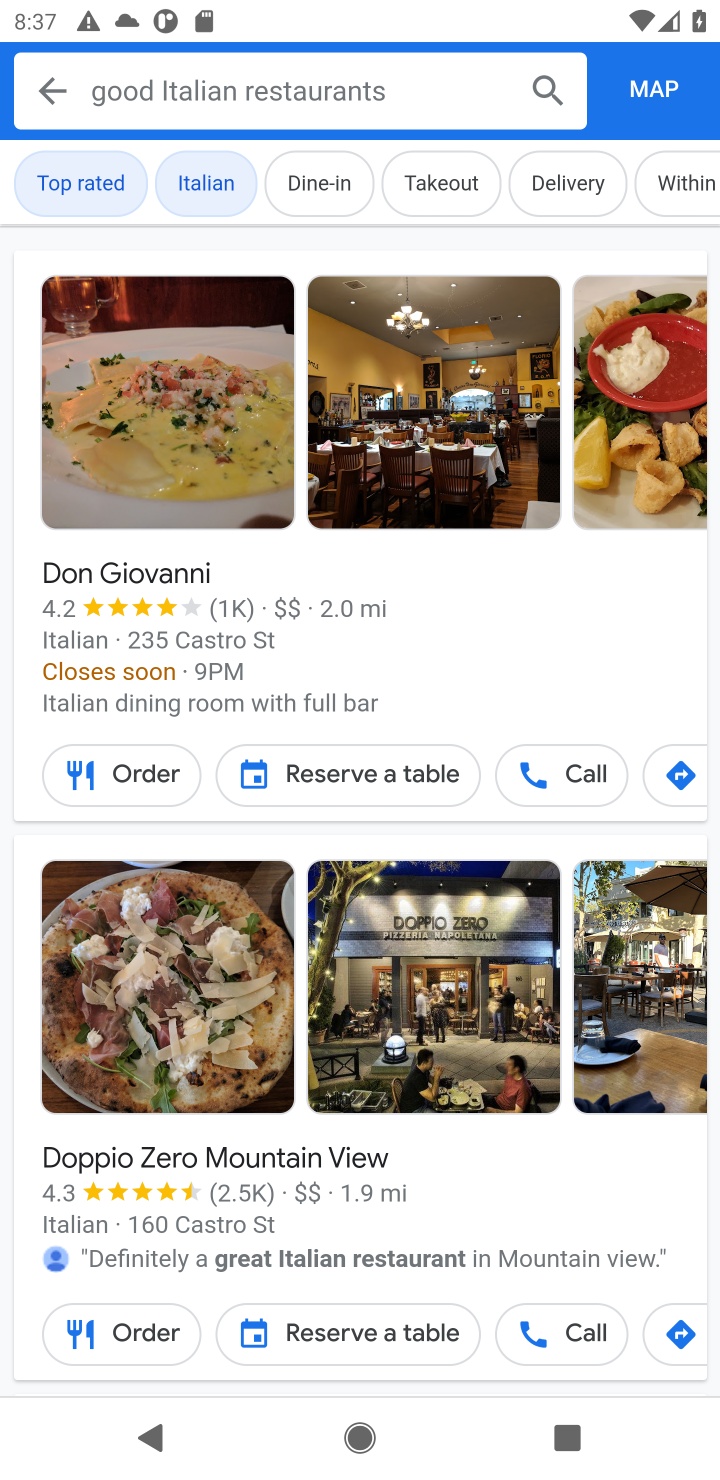 8:37
good Italian restaurants
MAP
Top rated
Italian
Dine-in
Takeout
Delivery
Within
Don Giovanni
4.2 (1K) · $$ · 2.0 mi
Italian · 235 Castro St
Closes soon · 9PM
Italian dining room with full bar
Order
Reserve a table
Call
DOPPIO ZERO
PIZZERIA NAPOLETANA
Doppio Zero Mountain View
4.3 (2.5K) · $$ · 1.9 mi
Italian · 160 Castro St
"Definitely a great Italian restaurant in Mountain view."
Order
Reserve a table
Call